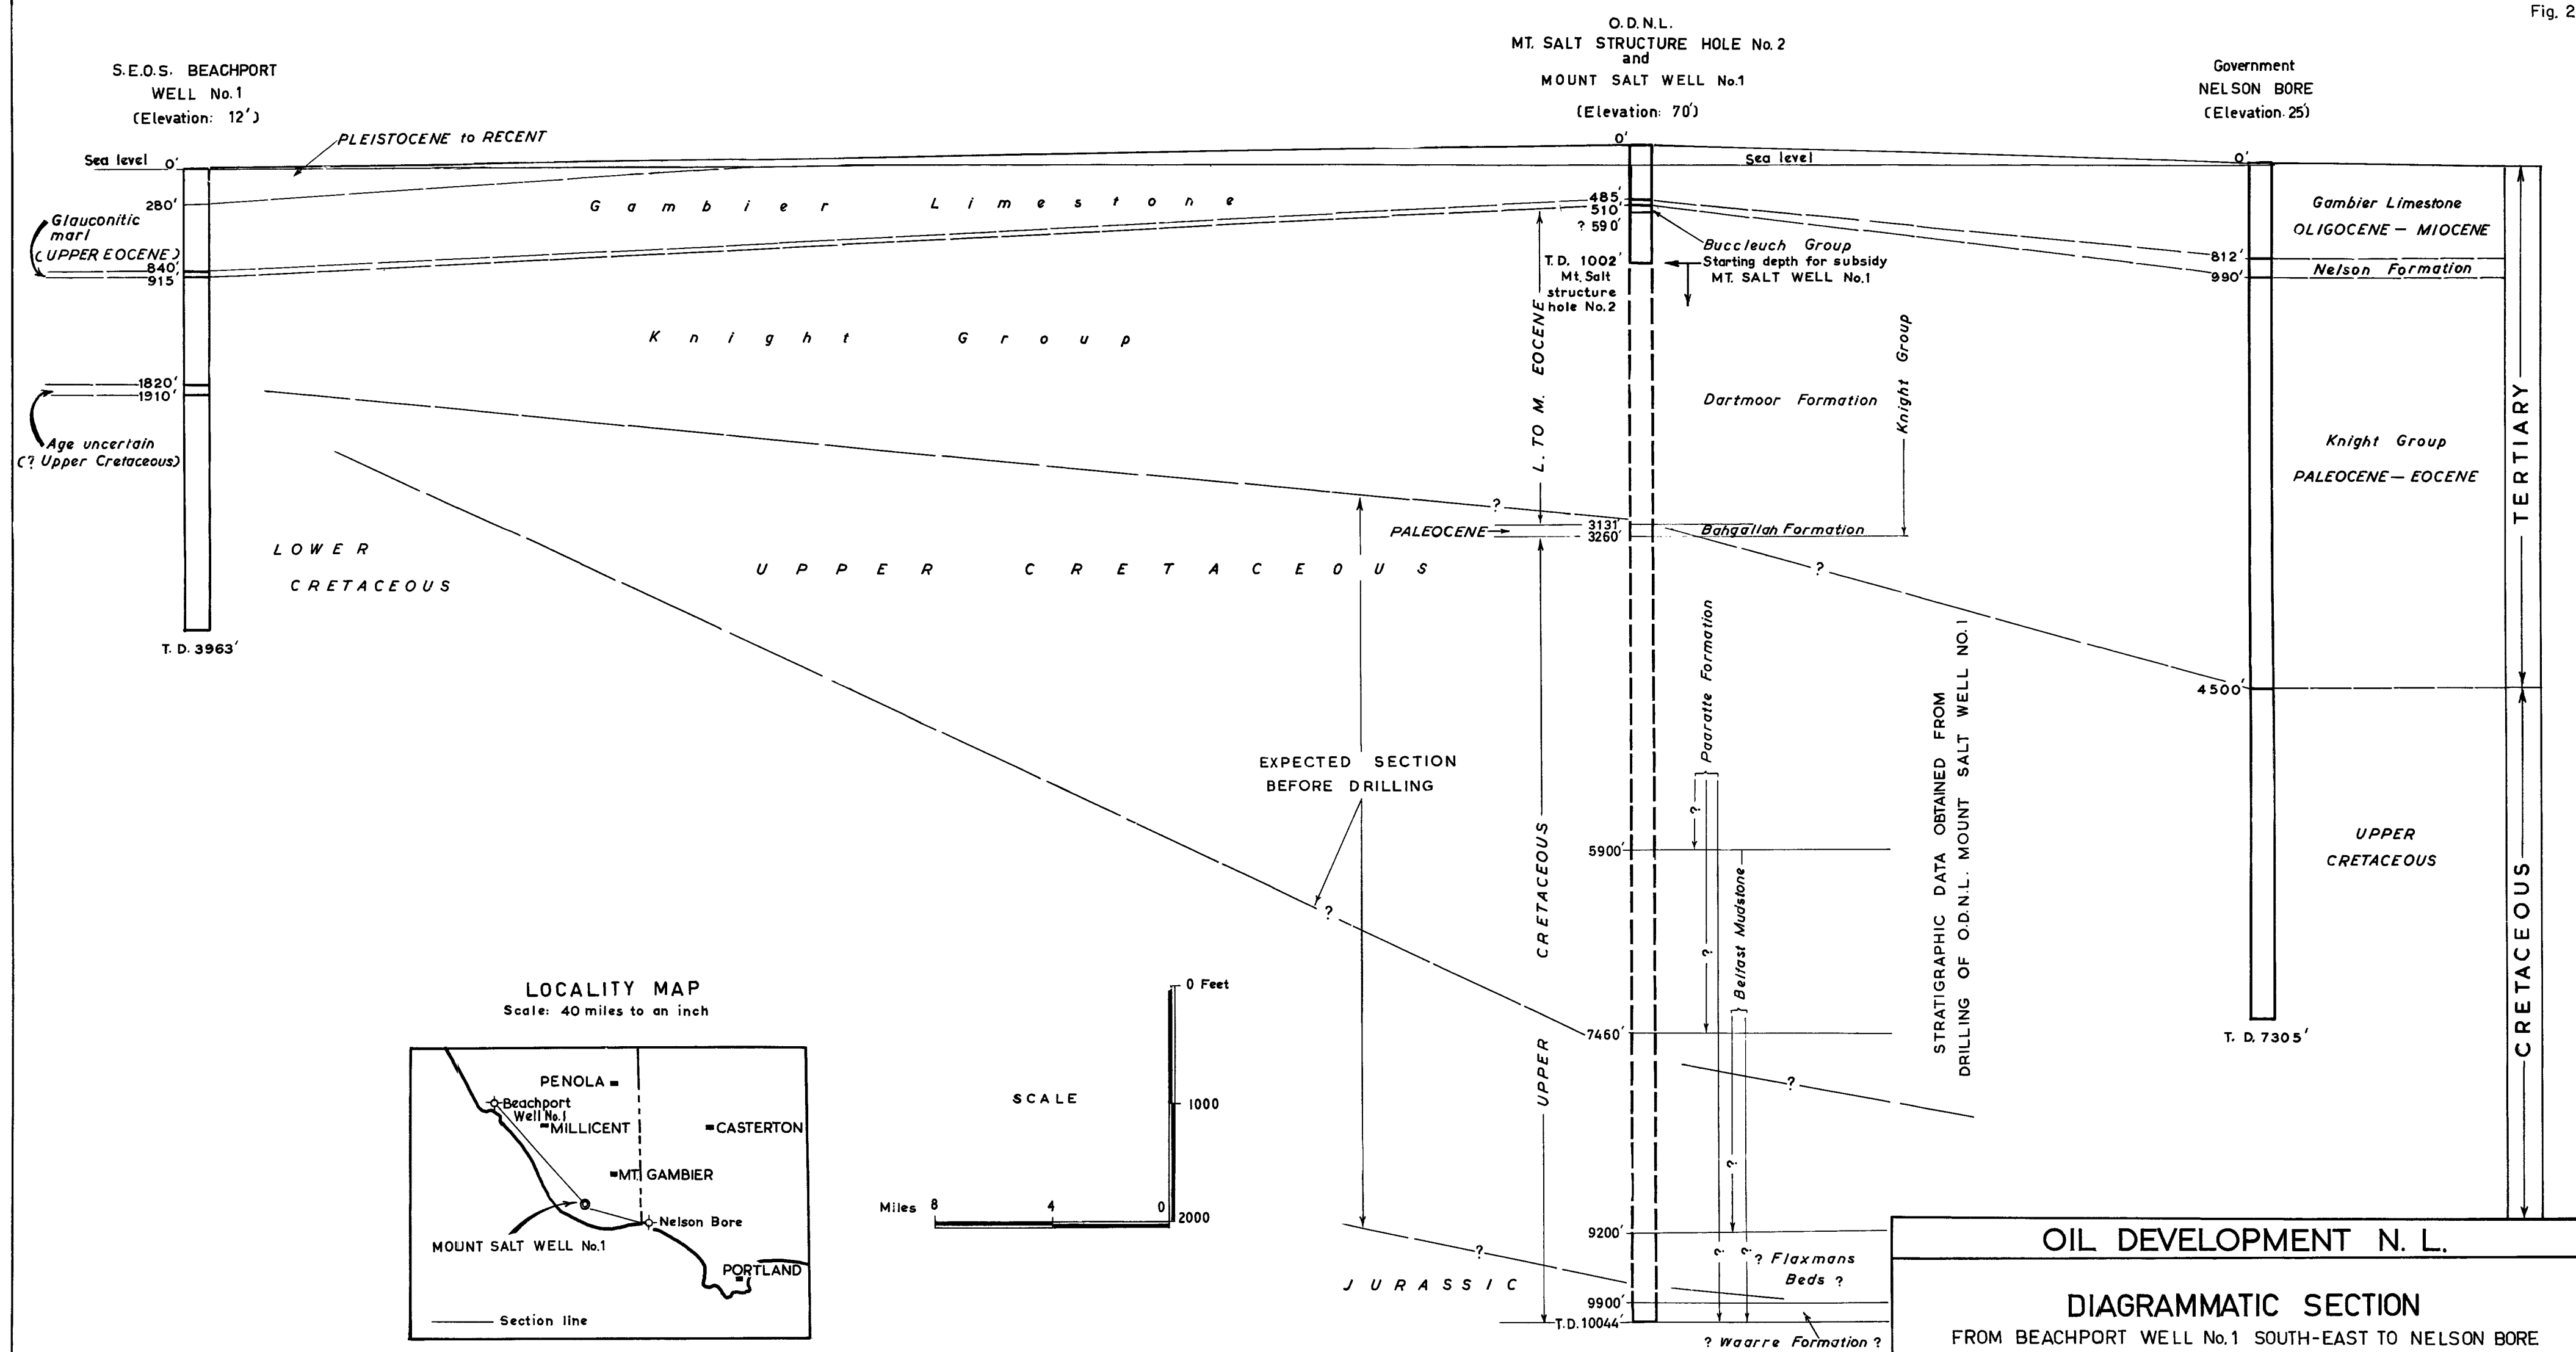 Fig. 2
S.E.O.S. BEACHPORT
WELL No.1
(Elevation: 12')
O.D.N.L.
MT. SALT STRUCTURE HOLE No. 2
and
MOUNT SALT WELL No.1
(Elevation: 70')
Government
NELSON BORE
(Elevation. 25')
PLEISTOCENE to RECENT
Sea level 0'
0'
Sea level
0'
280'
Glauconitic
marl
(UPPER EOCENE)
840'
915'
1820'
1910'
Age uncertain
(? Upper Cretaceous)
T. D. 3963'
Gambier Limestone
Knight Group
LOWER
CRETACEOUS
UPPER CRETACEOUS
485'
510'
? 590'
T.D. 1002'
Mt. Salt
structure
hole No.2
Buccleuch Group
Starting depth for subsidy
MT. SALT WELL No.1
L. TO M. EOCENE
Dartmoor Formation
Knight Group
?
PALEOCENE
3131'
3260'
Bahgallah Formation
?
Paaratte Formation
?
?
?
5900'
Belfast Mudstone
?
?
7460'
?
STRATIGRAPHIC DATA OBTAINED FROM
DRILLING OF O.D.N.L. MOUNT SALT WELL NO.1
EXPECTED SECTION
BEFORE DRILLING
?
UPPER CRETACEOUS
9200'
? Flaxmans
Beds ?
?
JURASSIC
9900'
T.D. 10044'
? Waarre Formation ?
Gambier Limestone
OLIGOCENE — MIOCENE
812'
Nelson Formation
990'
Knight Group
PALEOCENE — EOCENE
4500'
UPPER
CRETACEOUS
T. D. 7305'
TERTIARY
CRETACEOUS
LOCALITY MAP
Scale: 40 miles to an inch
PENOLA
Beachport
Well No.1
MILLICENT
CASTERTON
MT. GAMBIER
Nelson Bore
MOUNT SALT WELL No.1
PORTLAND
Section line
SCALE
0 Feet
1000
2000
Miles 8 4 0
OIL DEVELOPMENT N. L.
DIAGRAMMATIC SECTION
FROM BEACHPORT WELL No.1 SOUTH-EAST TO NELSON BORE